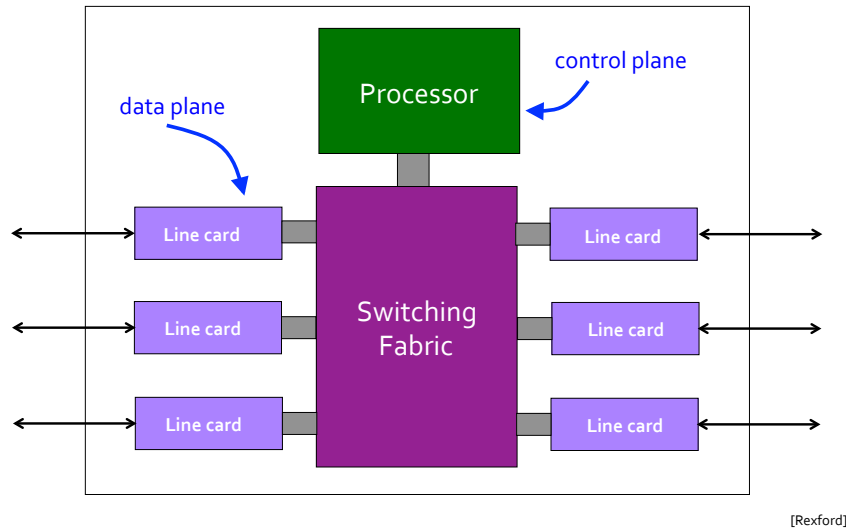 Processor
control plane
data plane
Line card
Line card
Line card
Line card
Switching
Fabric
Line card
Line card
[Rexford]